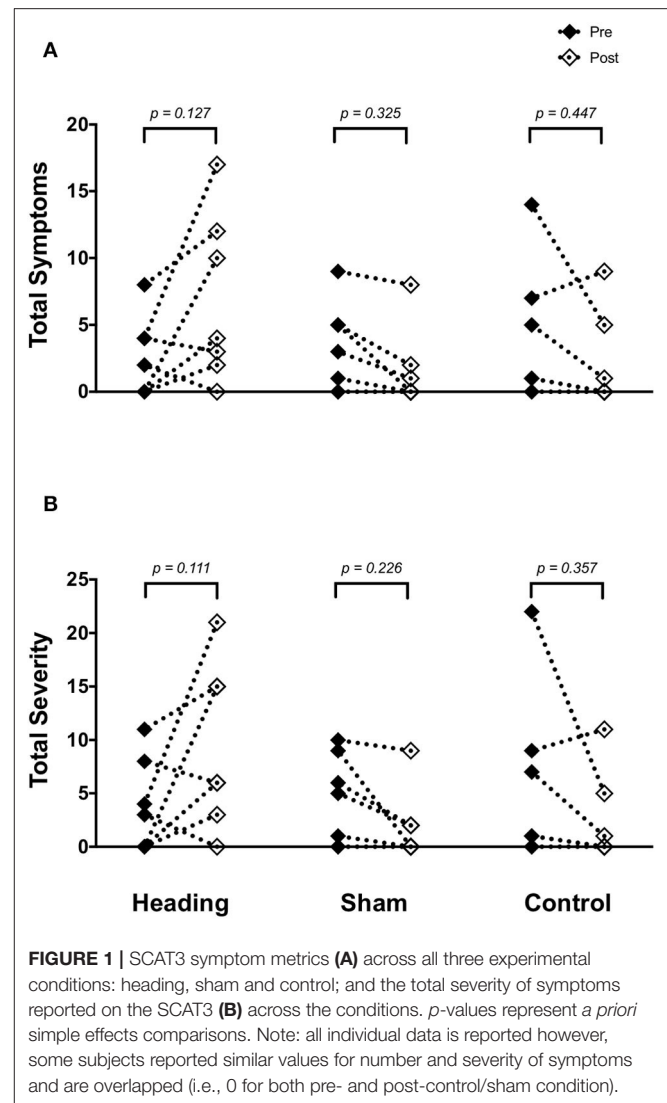 Pre
Post
A
p = 0.127
p = 0.325
p = 0.447
20
15
10
5
0
Total Symptoms
B
p = 0.111
p = 0.226
p = 0.357
25
20
15
10
5
0
Total Severity
Heading
Sham
Control
FIGURE 1 | SCAT3 symptom metrics (A) across all three experimental
conditions: heading, sham and control; and the total severity of symptoms
reported on the SCAT3 (B) across the conditions. p-values represent a priori
simple effects comparisons. Note: all individual data is reported however,
some subjects reported similar values for number and severity of symptoms
and are overlapped (i.e., 0 for both pre- and post-control/sham condition).